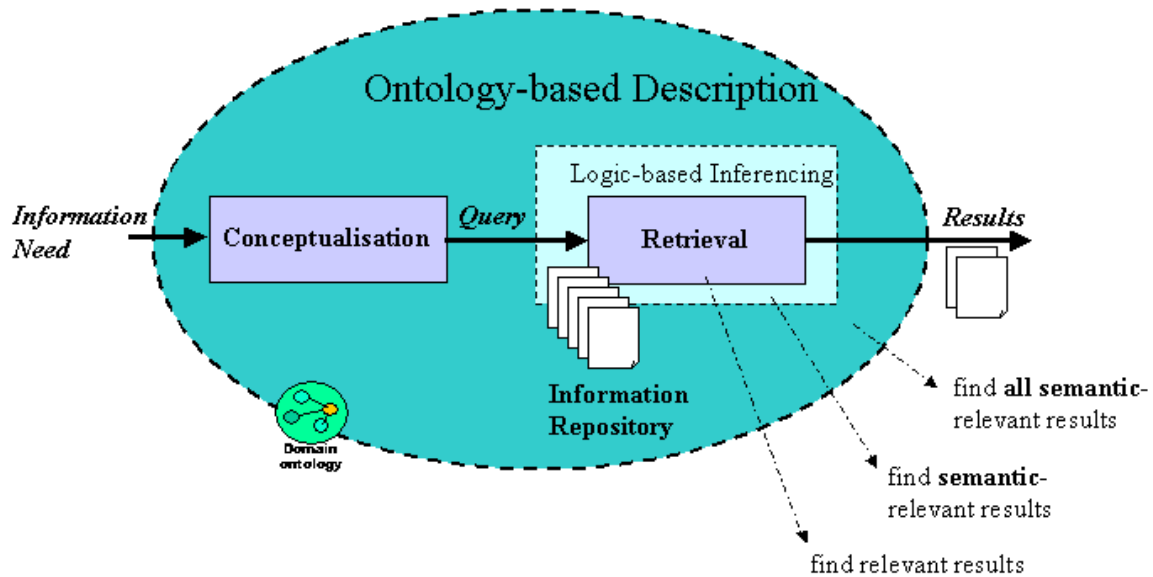 Ontology-based Description
Logic-based Inferencing
Information
Need
Conceptualisation
Query
Retrieval
Results
Information
Repository
Domain
ontology
find all semantic-
relevant results
find semantic-
relevant results
find relevant results